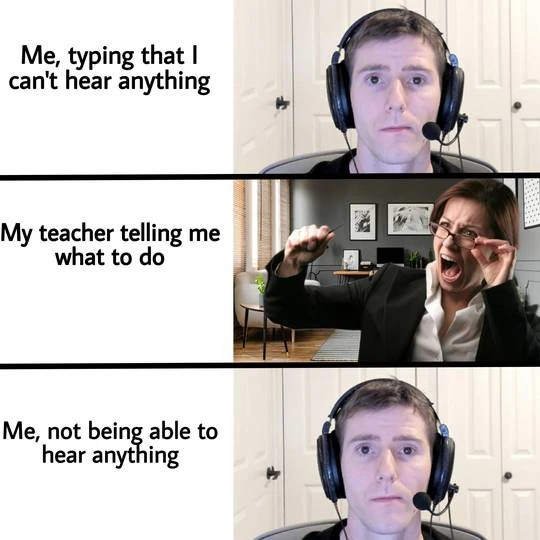 Me, typing that I
can't hear anything
My teacher telling me
what to do
Me, not being able to
hear anything